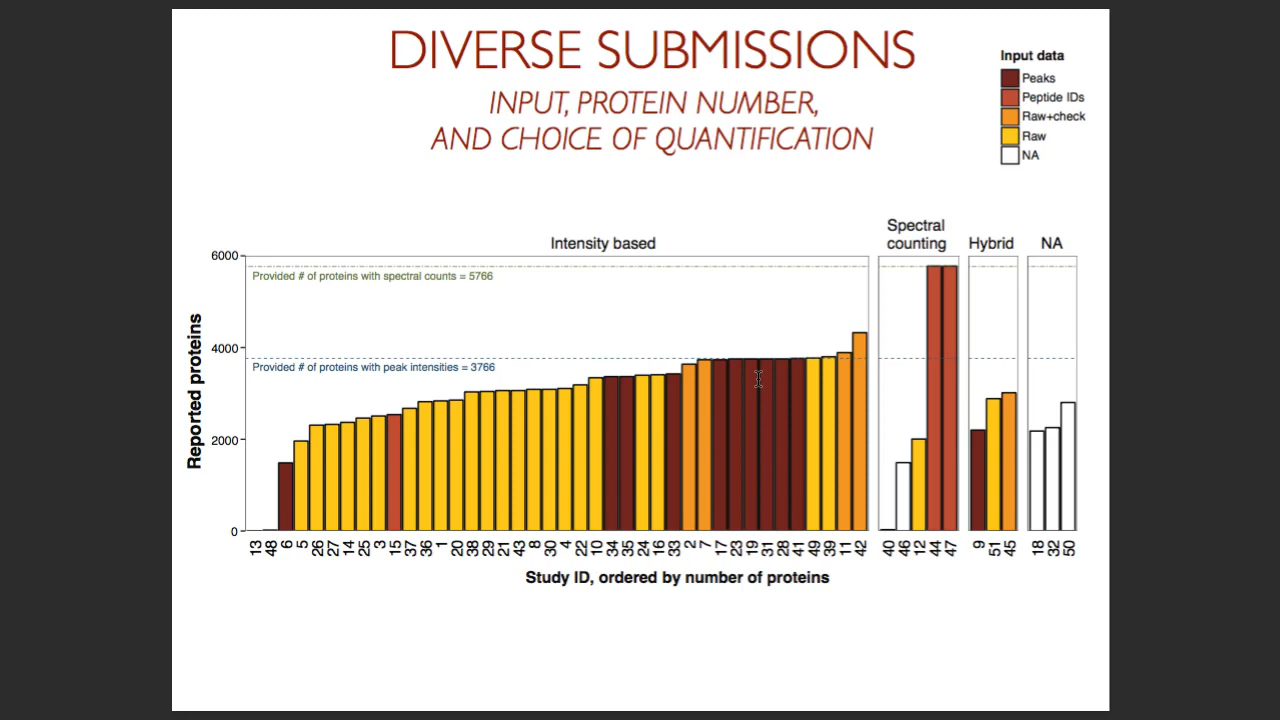 DIVERSE SUBMISSIONS
INPUT, PROTEIN NUMBER,
AND CHOICE OF QUANTIFICATION
Input data
Peaks
Peptide IDs
Raw+check
Raw
NA
Intensity based
Spectral
counting
Hybrid
NA
Reported proteins
6000
4000
2000
0
Provided # of proteins with spectral counts = 5766
Provided # of proteins with peak intensities = 3766
13 48 6 5 26 27 14 25 3 15 37 36 1 20 38 29 21 43 8 30 4 22 10 34 35 24 16 33 2 7 17 23 19 31 28 41 49 39 11 42
40 46 12 44 47
9 51 45
18 32 50
Study ID, ordered by number of proteins